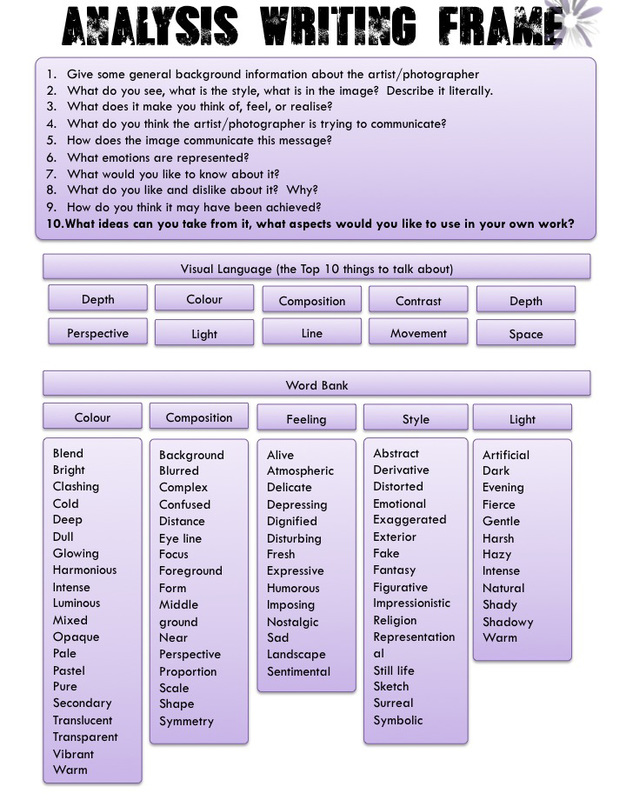 ANALYSIS WRITING FRAME
1. Give some general background information about the artist/photographer
2. What do you see, what is the style, what is in the image? Describe it literally.
3. What does it make you think of, feel, or realise?
4. What do you think the artist/photographer is trying to communicate?
5. How does the image communicate this message?
6. What emotions are represented?
7. What would you like to know about it?
8. What do you like and dislike about it? Why?
9. How do you think it may have been achieved?
10.What ideas can you take from it, what aspects would you like to use in your own work?
Visual Language (the Top 10 things to talk about)
Depth
Colour
Composition
Contrast
Depth
Perspective
Light
Line
Movement
Space
Word Bank
Colour
Blend
Bright
Clashing
Cold
Deep
Dull
Glowing
Harmonious
Intense
Luminous
Mixed
Opaque
Pale
Pastel
Pure
Secondary
Translucent
Transparent
Vibrant
Warm
Composition
Background
Blurred
Complex
Confused
Distance
Eye line
Focus
Foreground
Form
Middle
ground
Near
Perspective
Proportion
Scale
Shape
Symmetry
Feeling
Alive
Atmospheric
Delicate
Depressing
Dignified
Disturbing
Fresh
Expressive
Humorous
Imposing
Nostalgic
Sad
Landscape
Sentimental
Style
Abstract
Derivative
Distorted
Emotional
Exaggerated
Exterior
Fake
Fantasy
Figurative
Impressionistic
Religion
Representation
al
Still life
Sketch
Surreal
Symbolic
Light
Artificial
Dark
Evening
Fierce
Gentle
Harsh
Hazy
Intense
Natural
Shady
Shadowy
Warm